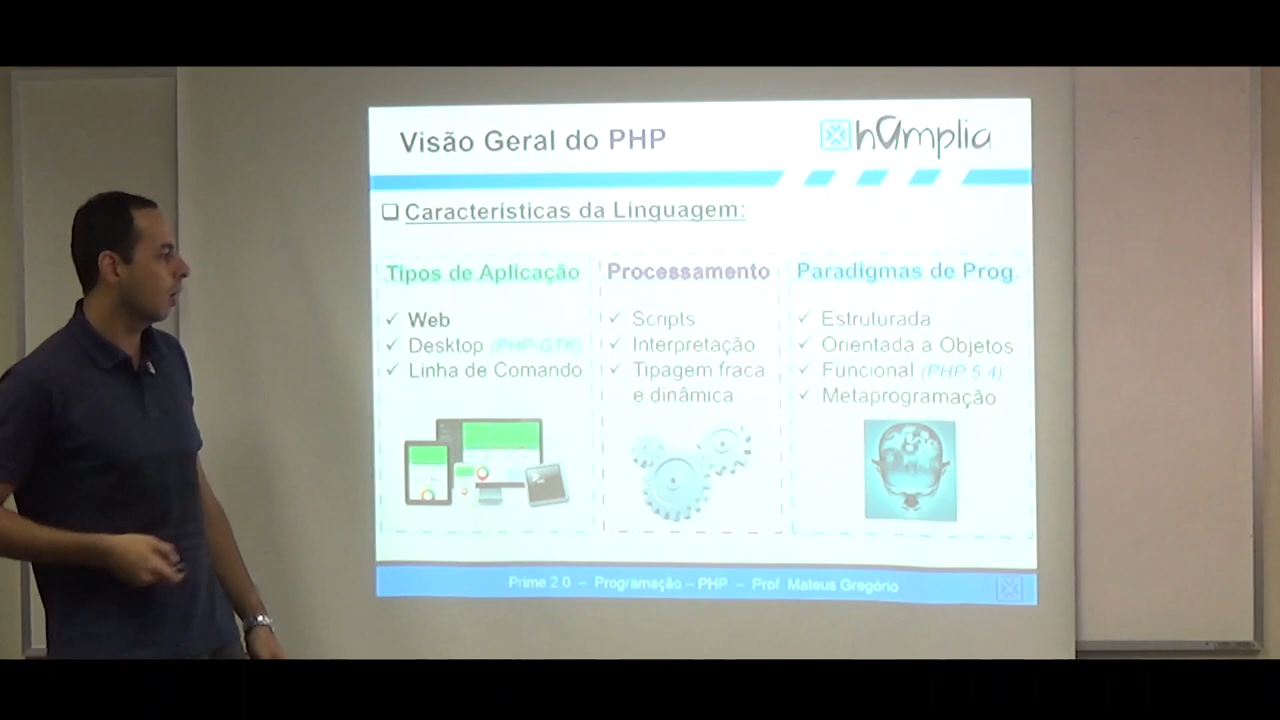 Visão Geral do PHP
hamplia
Características da Linguagem:
Tipos de Aplicação
✓ Web
✓ Desktop (PHP-GTK)
✓ Linha de Comando
Processamento
✓ Scripts
✓ Interpretação
✓ Tipagem fraca
e dinâmica
Paradigmas de Prog.
✓ Estruturada
✓ Orientada a Objetos
✓ Funcional (PHP 5.4)
✓ Metaprogramação
Prime 2.0 – Programação – PHP – Prof Mateus Gregório